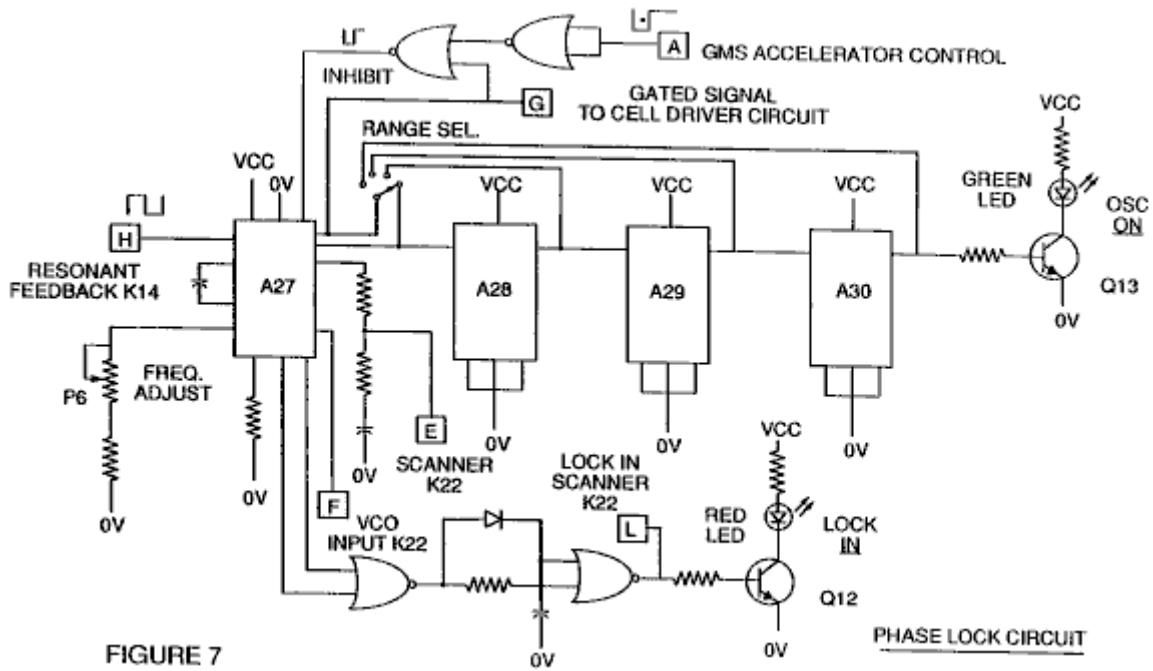 A
GMS ACCELERATOR CONTROL
INHIBIT
G
GATED SIGNAL
TO CELL DRIVER CIRCUIT
RANGE SEL.
VCC
0V
VCC
VCC
VCC
VCC
GREEN
LED
OSC
ON
H
RESONANT
FEEDBACK K14
A27
A28
A29
A30
Q13
0V
P6
FREQ.
ADJUST
E
SCANNER
K22
0V
0V
0V
0V
0V
0V
0V
LOCK IN
SCANNER
K22
L
VCC
F
VCO
INPUT K22
RED
LED
LOCK
IN
Q12
0V
0V
FIGURE 7
PHASE LOCK CIRCUIT